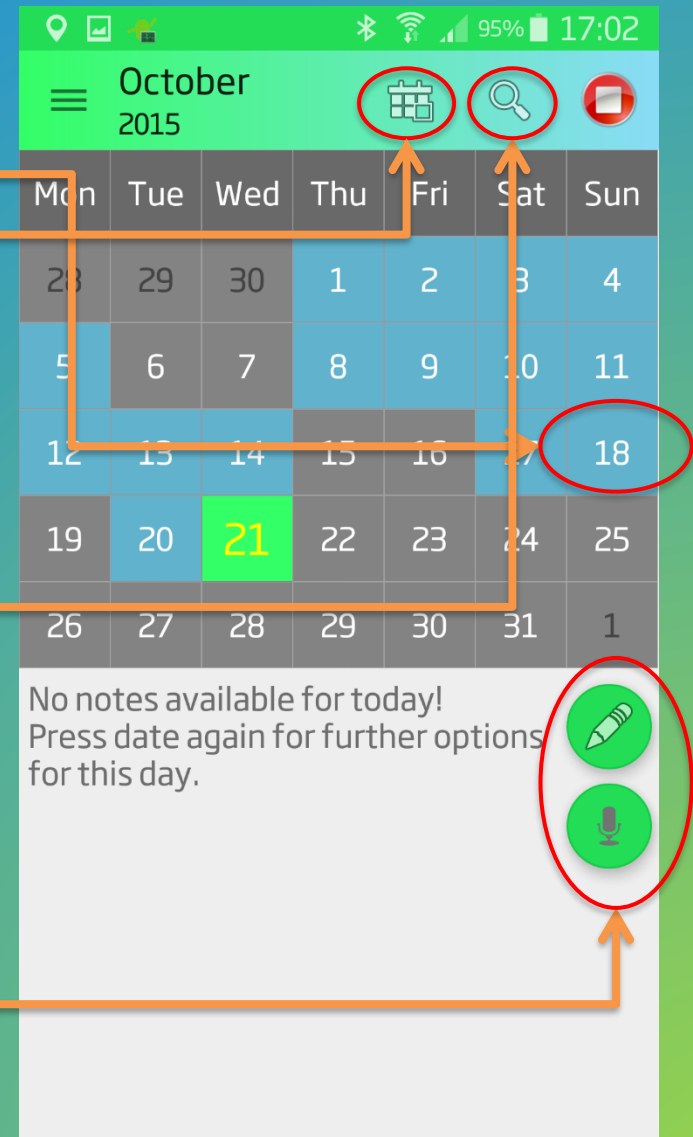 95% 17:02
October
2015
Mon Tue Wed Thu Fri Sat Sun
28 29 30 1 2 3 4
5 6 7 8 9 10 11
12 13 14 15 16 17 18
19 20 21 22 23 24 25
26 27 28 29 30 31 1
No notes available for today!
Press date again for further options
for this day.